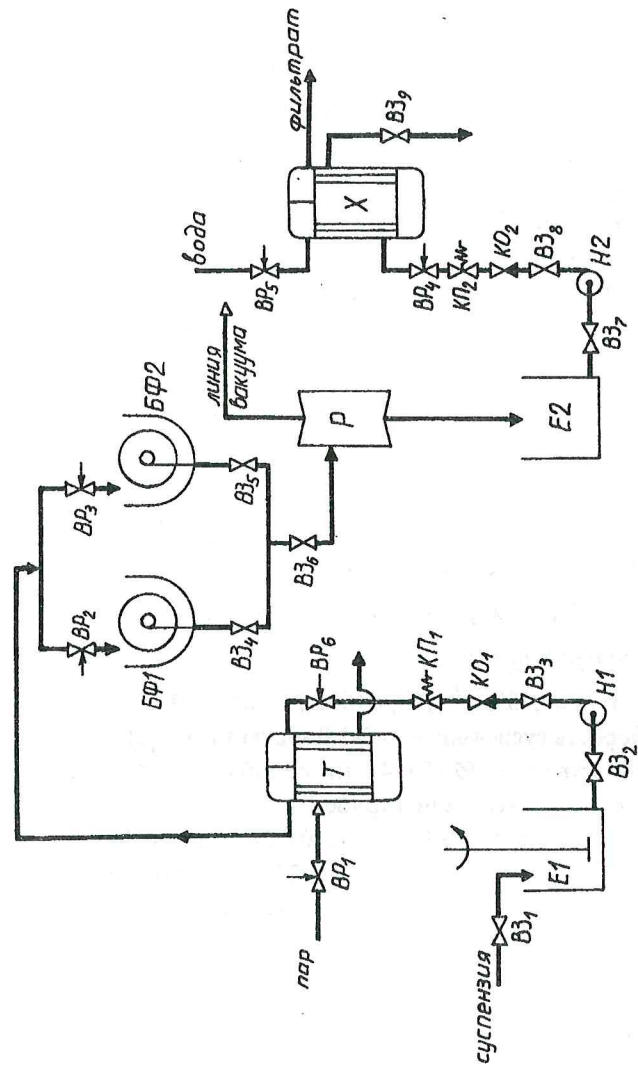 суспензия
ВЗ₁
Е1
ВЗ₂
Н1
ВЗ₃
КО₁
КП₁
ВР₆
пар
ВР₁
Т
БФ1
ВР₂
ВЗ₄
БФ2
ВР₃
ВЗ₅
ВЗ₆
линия
вакуума
Р
Е2
ВЗ₇
Н2
ВЗ₈
КО₂
КП₂
ВР₄
вода
ВР₅
Х
фильтрат
ВЗ₉